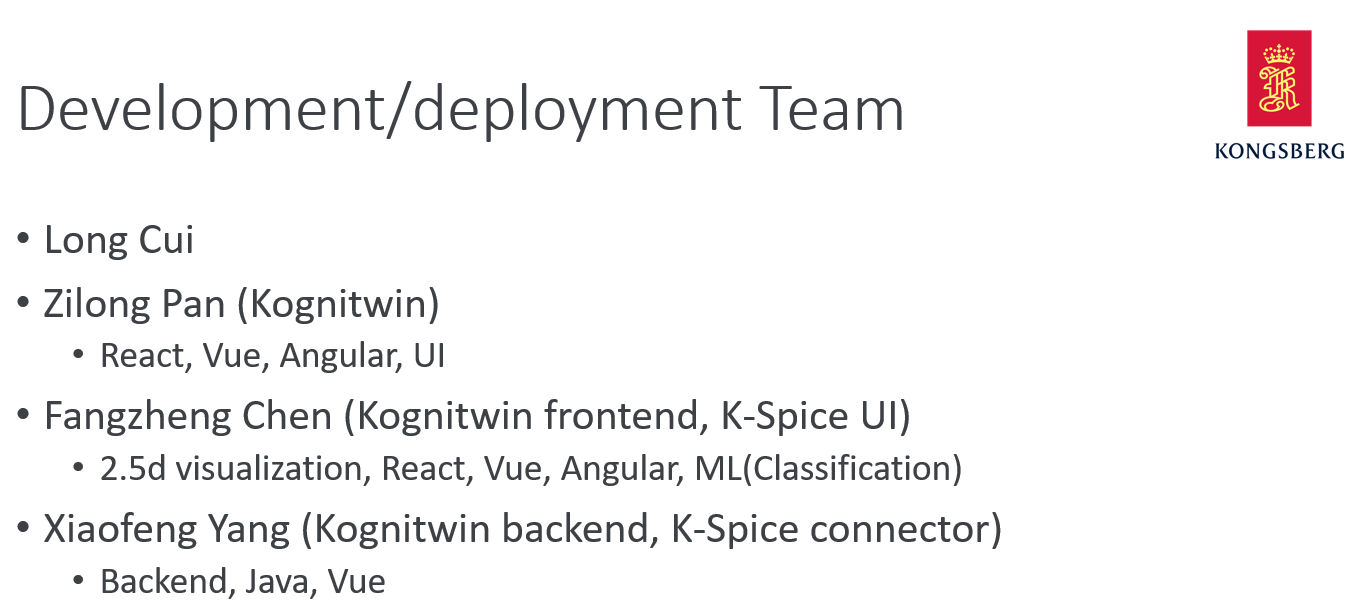 Development/deployment Team
KONGSBERG
• Long Cui
• Zilong Pan (Kognitwin)
• React, Vue, Angular, UI
• Fangzheng Chen (Kognitwin frontend, K-Spice UI)
• 2.5d visualization, React, Vue, Angular, ML(Classification)
• Xiaofeng Yang (Kognitwin backend, K-Spice connector)
• Backend, Java, Vue